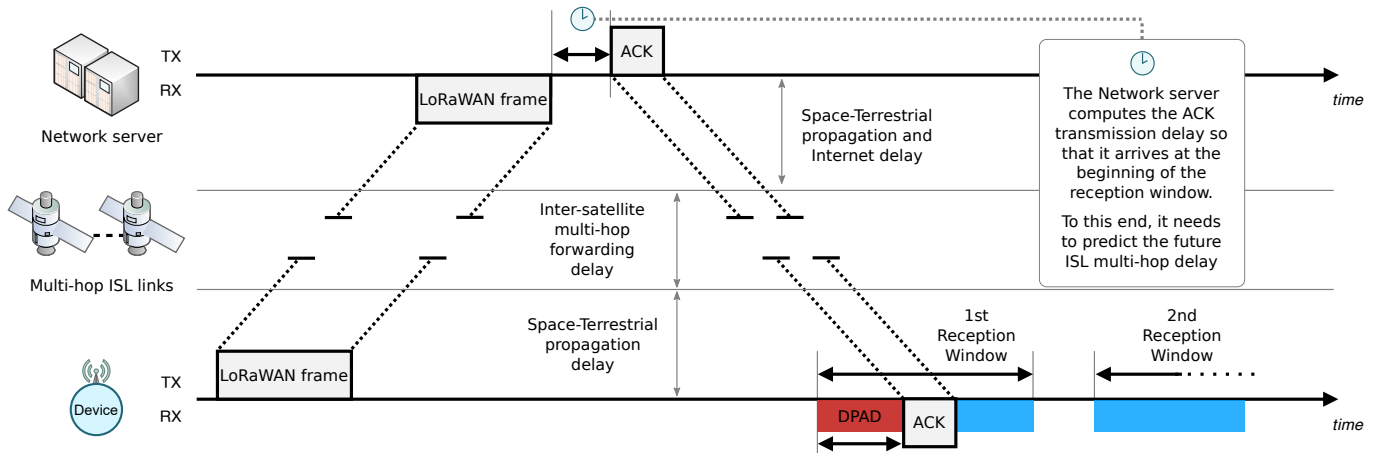 TX
ACK
RX
LoRaWAN frame
time
Network server
Space-Terrestrial
propagation and
Internet delay
The Network server
computes the ACK
transmission delay so
that it arrives at the
beginning of the
reception window.
To this end, it needs
to predict the future
ISL multi-hop delay
Multi-hop ISL links
Inter-satellite
multi-hop
forwarding
delay
Space-Terrestrial
propagation
delay
1st
Reception
Window
2nd
Reception
Window
Device
TX
LoRaWAN frame
RX
DPAD
ACK
time